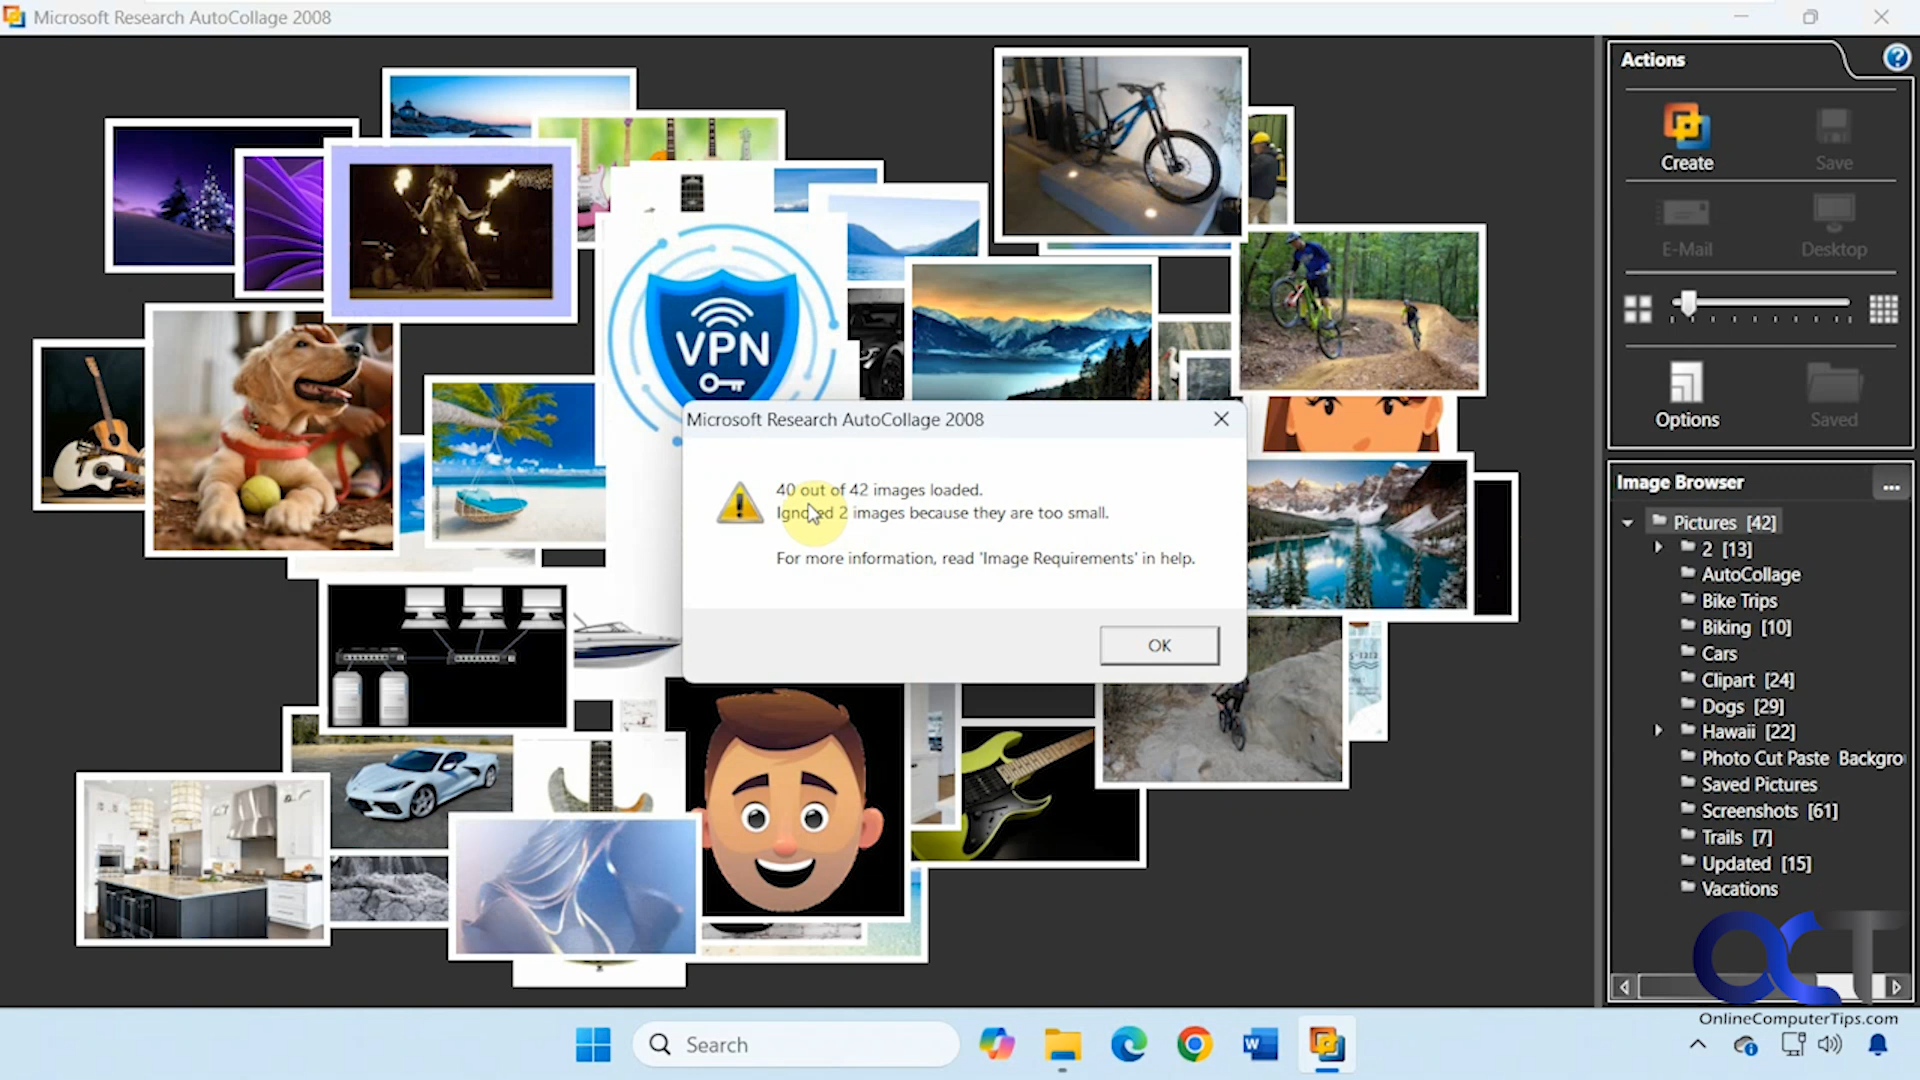 Microsoft Research AutoCollage 2008
Actions
Create
Save
E-Mail
Desktop
Options
Saved
VPN
Microsoft Research AutoCollage 2008
40 out of 42 images loaded.
Ignored 2 images because they are too small.
For more information, read 'Image Requirements' in help.
OK
Image Browser
...
Pictures [42]
2 [13]
AutoCollage
Bike Trips
Biking [10]
Cars
Clipart [24]
Dogs [29]
Hawaii [22]
Photo Cut Paste Backgro
Saved Pictures
Screenshots [61]
Trails [7]
Updated [15]
Vacations
OCT
OnlineComputerTips.com
Search